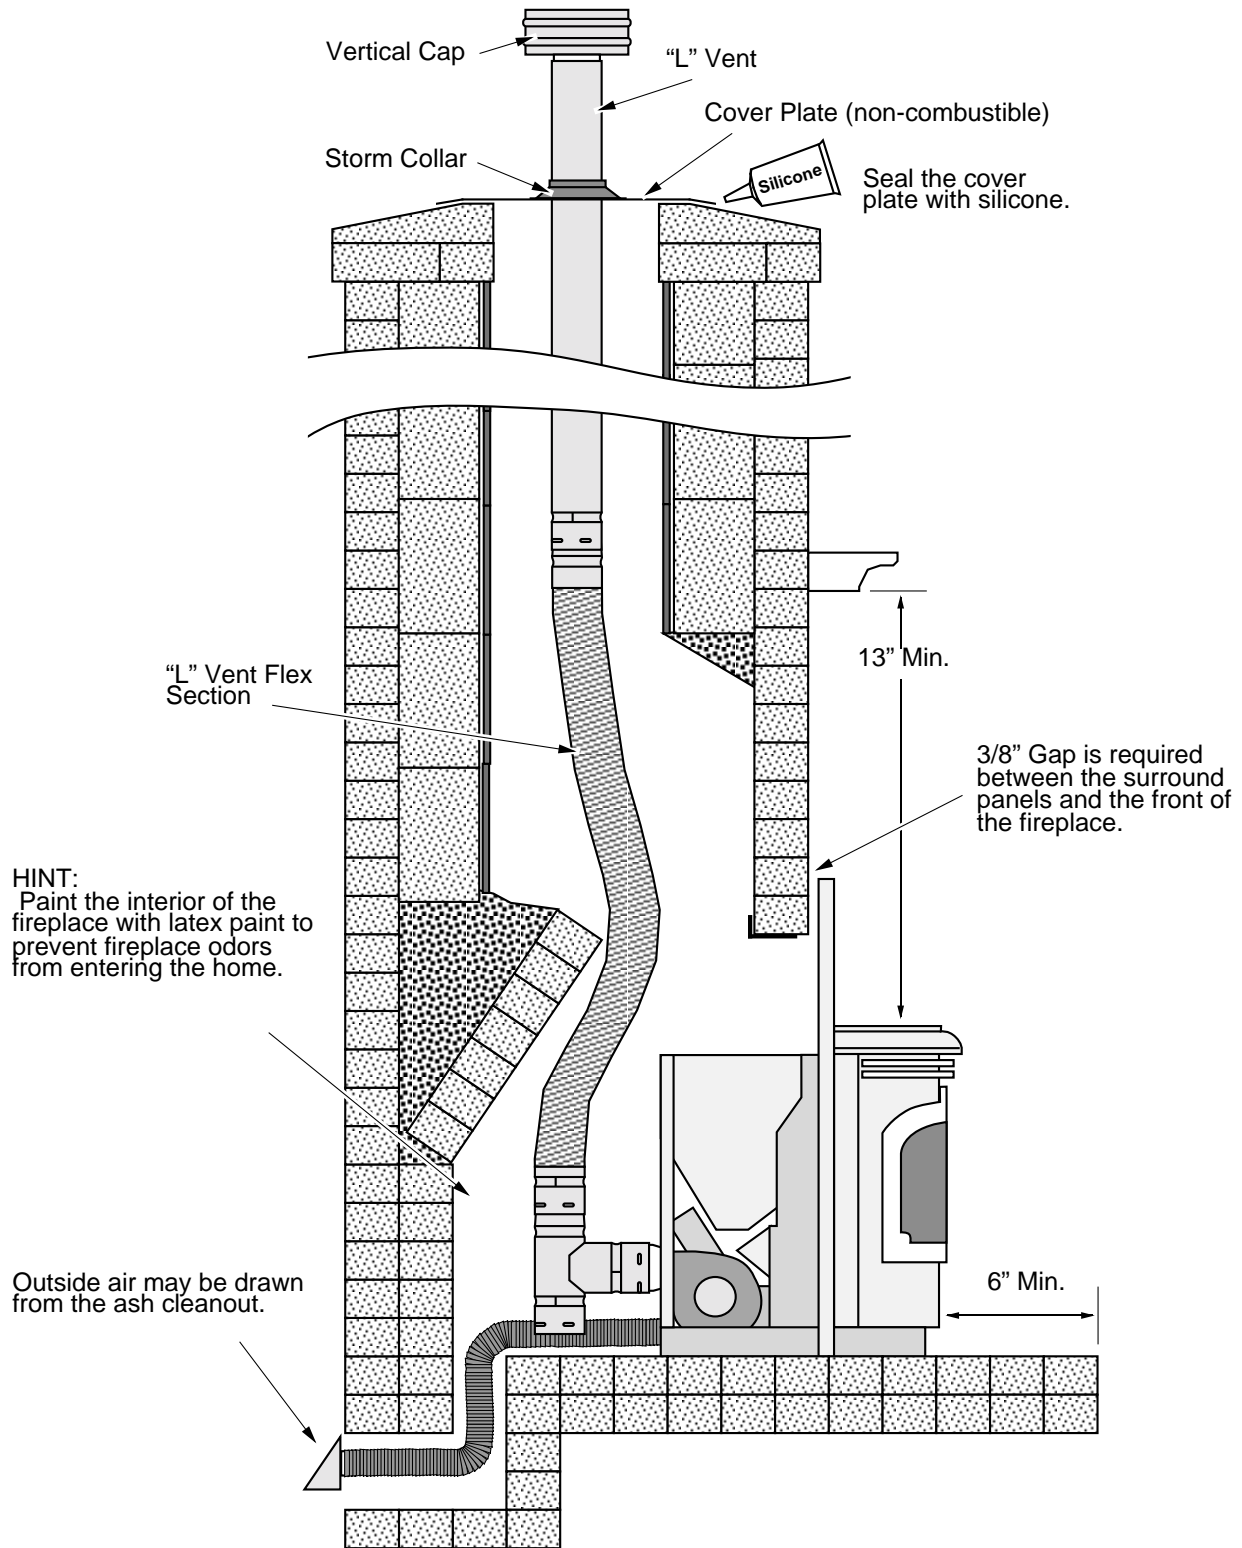 Vertical Cap
“L” Vent
Cover Plate (non-combustible)
Storm Collar
Silicone
Seal the cover
plate with silicone.
13” Min.
“L” Vent Flex
Section
3/8” Gap is required
between the surround
panels and the front of
the fireplace.
HINT:
Paint the interior of the
fireplace with latex paint to
prevent fireplace odors
from entering the home.
Outside air may be drawn
from the ash cleanout.
6” Min.